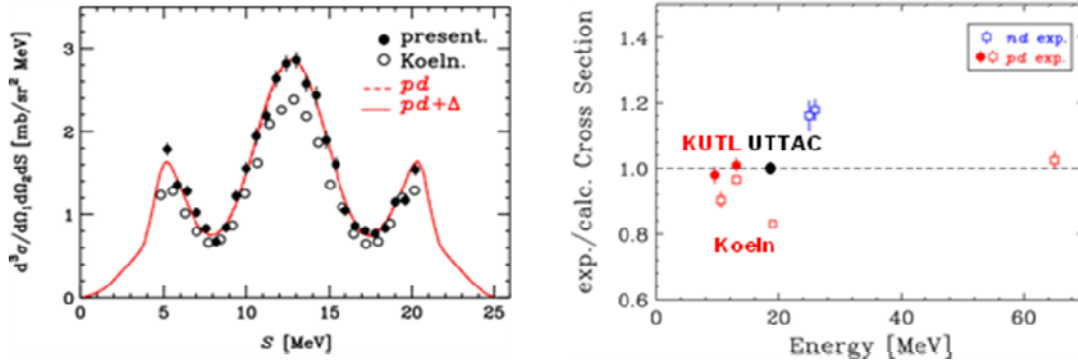 d³σ/dΩ₁dΩ₂dS [mb/sr² MeV]
3
2
1
0
0 5 10 15 20 25
S [MeV]
present.
Koeln.
pd
pd+Δ
exp./calc. Cross Section
1.4
1.2
1.0
0.8
0.6
0 20 40 60
Energy [MeV]
nd exp.
pd exp.
KUTL UTTAC
Koeln